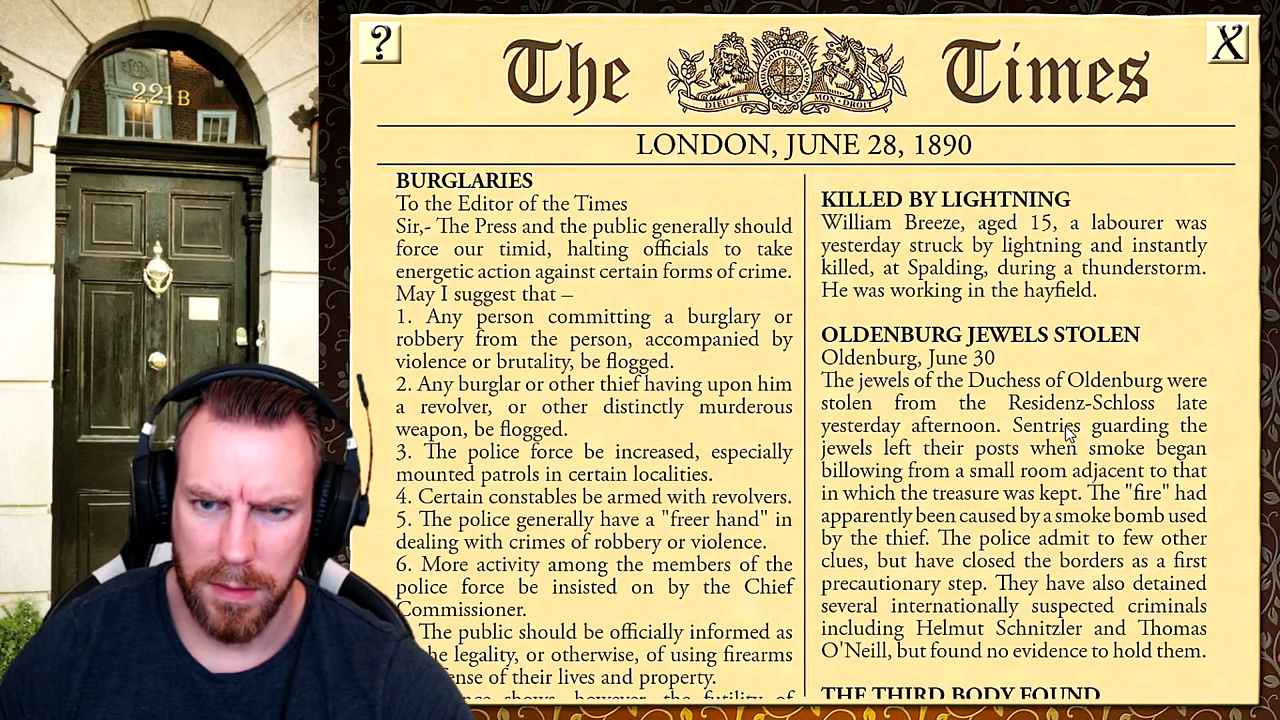 221B
?
X
The Times
DIEU·ET MON·DROIT
LONDON, JUNE 28, 1890
BURGLARIES
To the Editor of the Times
Sir,- The Press and the public generally should
force our timid, halting officials to take
energetic action against certain forms of crime.
May I suggest that –
1. Any person committing a burglary or
robbery from the person, accompanied by
violence or brutality, be flogged.
2. Any burglar or other thief having upon him
a revolver, or other distinctly murderous
weapon, be flogged.
3. The police force be increased, especially
mounted patrols in certain localities.
4. Certain constables be armed with revolvers.
5. The police generally have a "freer hand" in
dealing with crimes of robbery or violence.
6. More activity among the members of the
police force be insisted on by the Chief
Commissioner.
The public should be officially informed as
the legality, or otherwise, of using firearms
of their lives and property.
shows, however, the futility of
KILLED BY LIGHTNING
William Breeze, aged 15, a labourer was
yesterday struck by lightning and instantly
killed, at Spalding, during a thunderstorm.
He was working in the hayfield.
OLDENBURG JEWELS STOLEN
Oldenburg, June 30
The jewels of the Duchess of Oldenburg were
stolen from the Residenz-Schloss late
yesterday afternoon. Sentries guarding the
jewels left their posts when smoke began
billowing from a small room adjacent to that
in which the treasure was kept. The "fire" had
apparently been caused by a smoke bomb used
by the thief. The police admit to few other
clues, but have closed the borders as a first
precautionary step. They have also detained
several internationally suspected criminals
including Helmut Schnitzler and Thomas
O'Neill, but found no evidence to hold them.
THE THIRD BODY FOUND